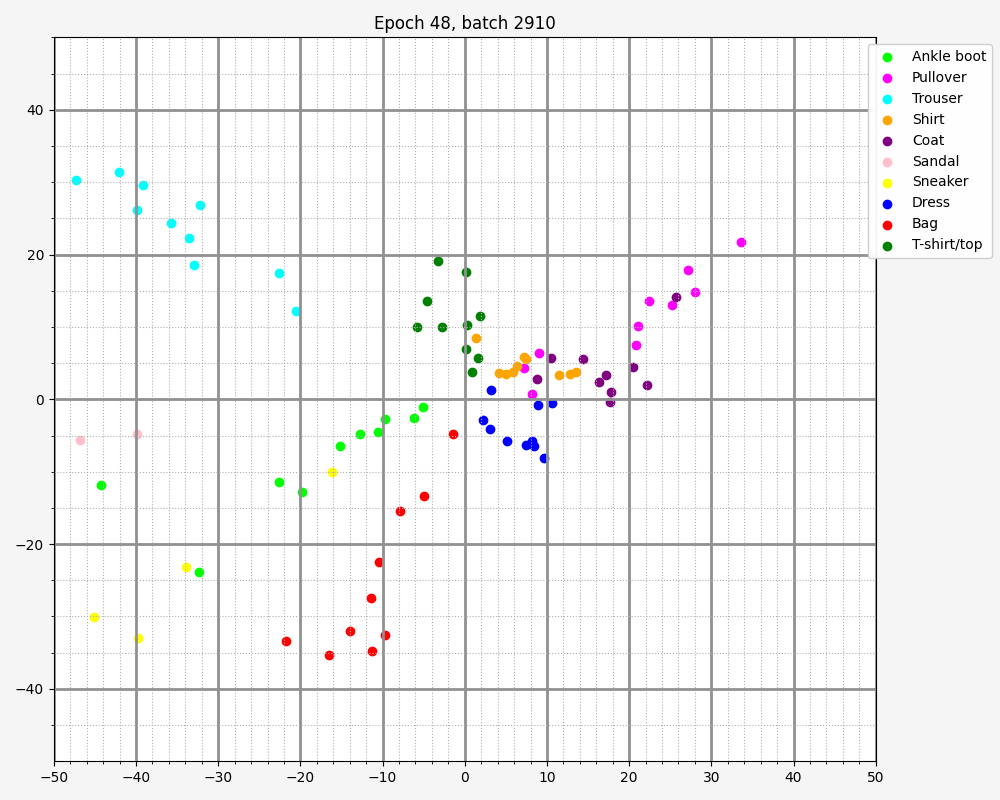 Epoch 48, batch 2910
Ankle boot
Pullover
Trouser
Shirt
Coat
Sandal
Sneaker
Dress
Bag
T-shirt/top
40
20
0
−20
−40
−50 −40 −30 −20 −10 0 10 20 30 40 50